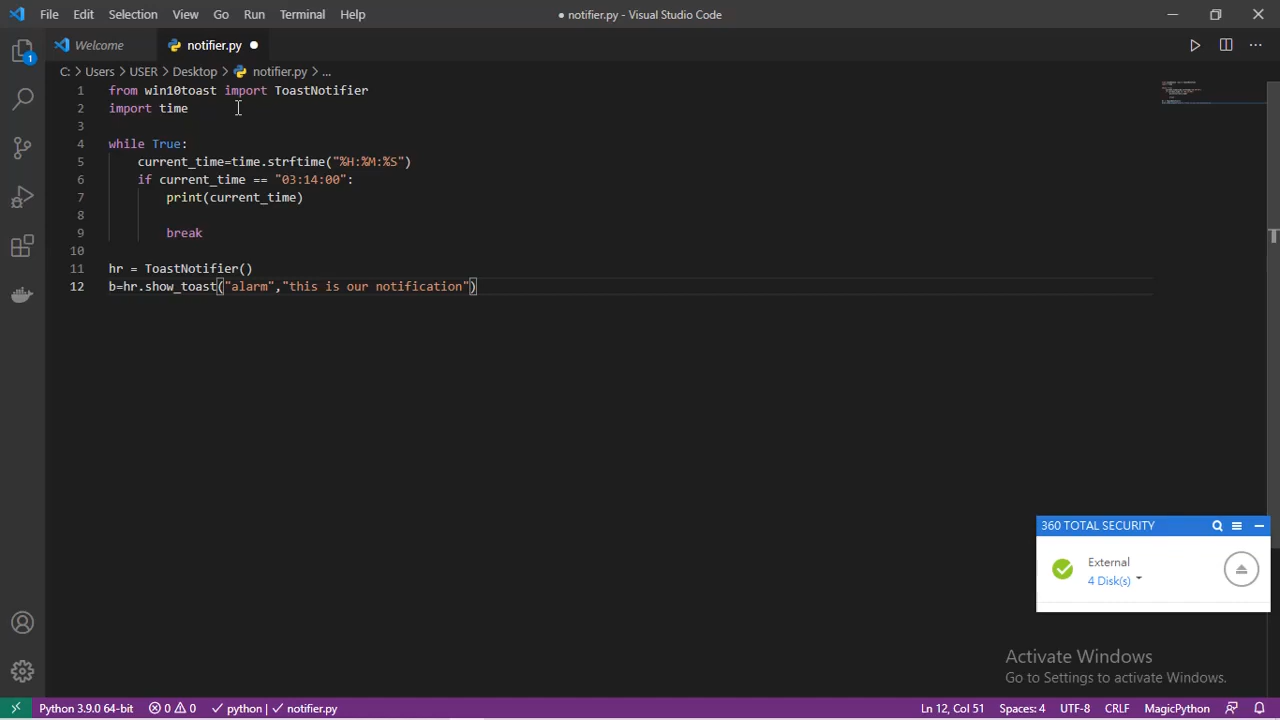 File Edit Selection View Go Run Terminal Help
● notifier.py - Visual Studio Code
Welcome notifier.py
C: > Users > USER > Desktop > notifier.py > ...
1 from win10toast import ToastNotifier
2 import time
3
4 while True:
5 current_time=time.strftime("%H:%M:%S")
6 if current_time == "03:14:00":
7 print(current_time)
8
9 break
10
11 hr = ToastNotifier()
12 b=hr.show_toast("alarm","this is our notification")
1
360 TOTAL SECURITY
External
4 Disk(s)
Activate Windows
Go to Settings to activate Windows.
Python 3.9.0 64-bit 0 0 python | notifier.py Ln 12, Col 51 Spaces: 4 UTF-8 CRLF MagicPython